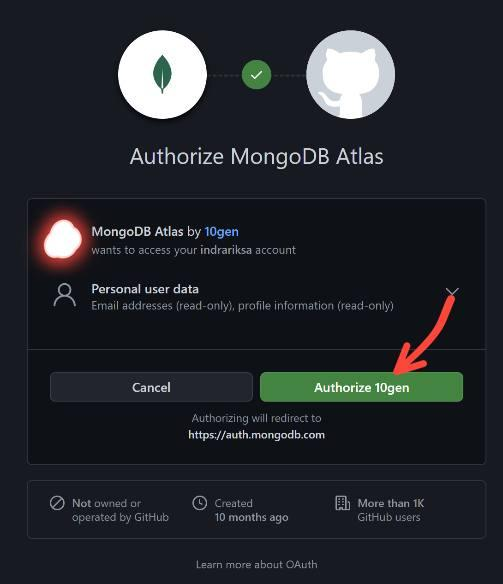 Authorize MongoDB Atlas
MongoDB Atlas by 10gen
wants to access your indrariksa account
Personal user data
Email addresses (read-only), profile information (read-only)
Cancel
Authorize 10gen
Authorizing will redirect to
https://auth.mongodb.com
Not owned or
operated by GitHub
Created
10 months ago
More than 1K
GitHub users
Learn more about OAuth